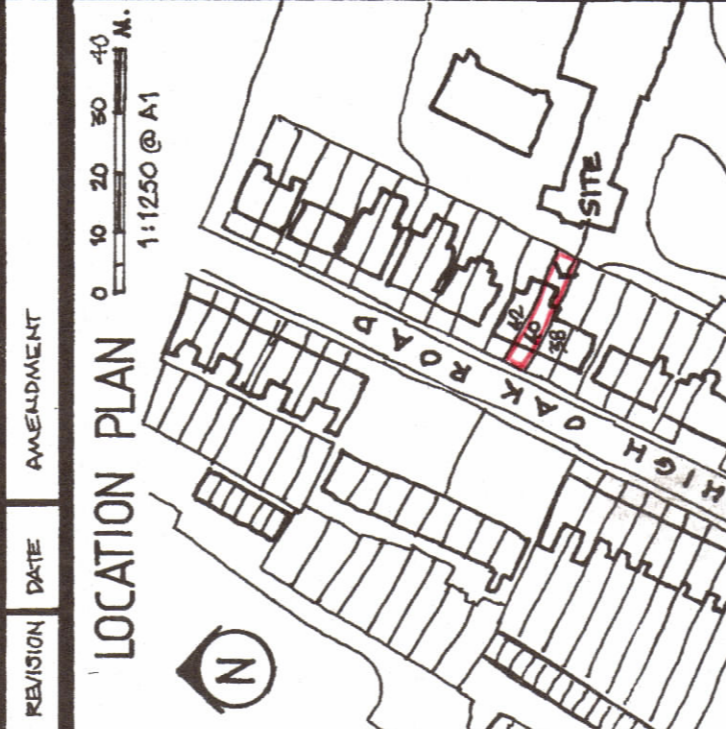 REVISION
DATE
AMENDMENT
LOCATION PLAN
0 10 20 30 40 M.
1:1250 @ A1
N
HIGH OAK ROAD
42
40
38
SITE